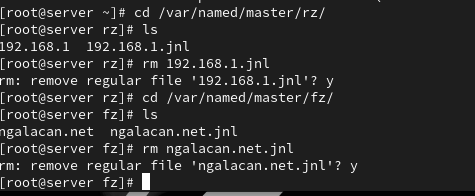 [root@server ~]# cd /var/named/master/rz/
[root@server rz]# ls
192.168.1  192.168.1.jnl
[root@server rz]# rm 192.168.1.jnl
rm: remove regular file '192.168.1.jnl'? y
[root@server rz]# cd /var/named/master/fz/
[root@server fz]# ls
ngalacan.net  ngalacan.net.jnl
[root@server fz]# rm ngalacan.net.jnl
rm: remove regular file 'ngalacan.net.jnl'? y
[root@server fz]#